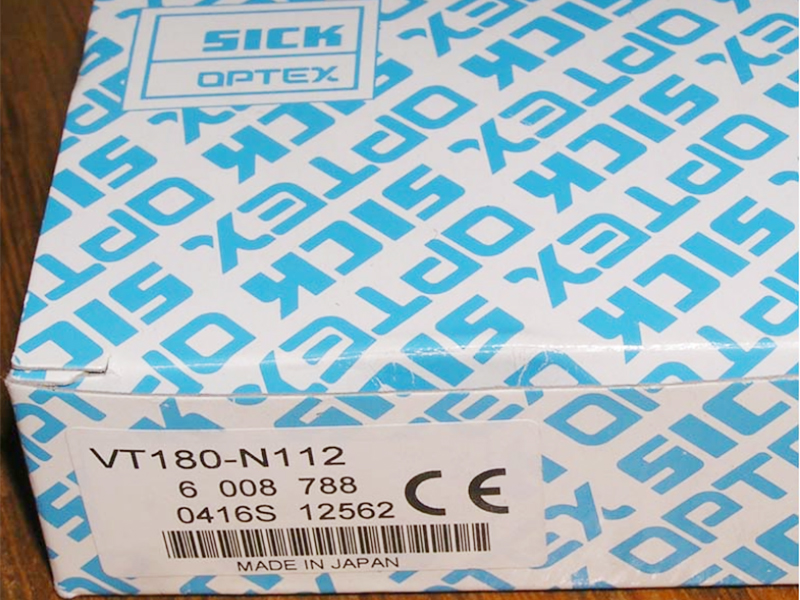 SICK
OPTEX
VT180-N112
6 008 788
0416S 12562
CE
MADE IN JAPAN